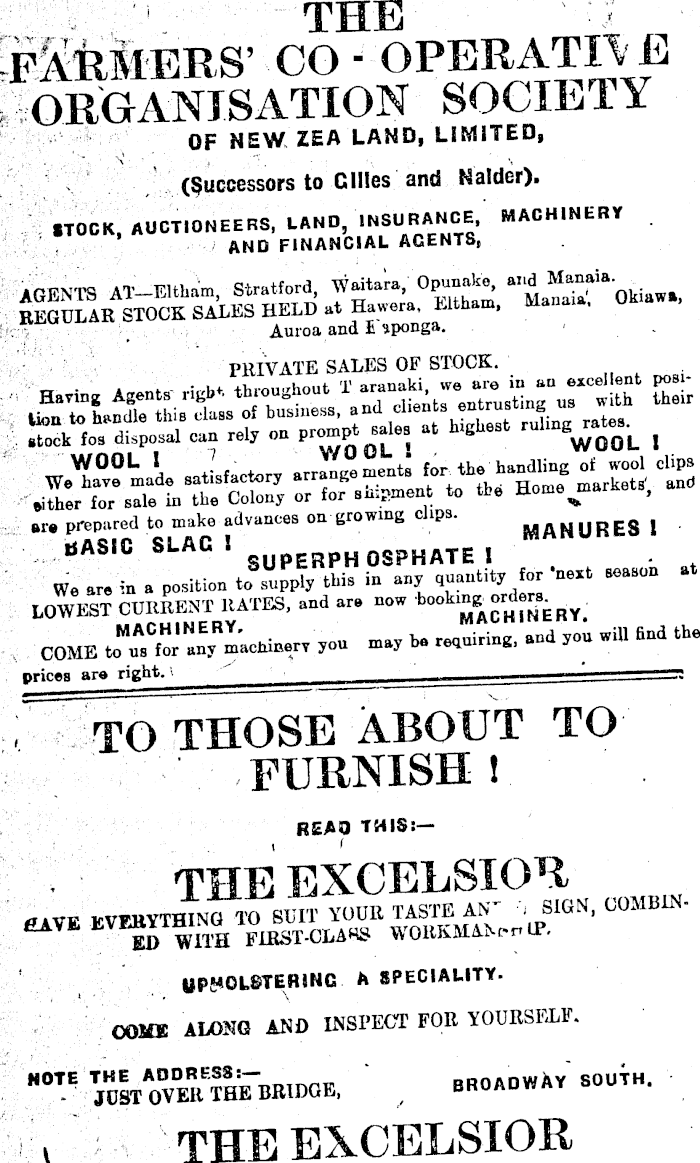 THE
FARMERS' CO - OPERATIVE
ORGANISATION SOCIETY
OF NEW ZEA LAND, LIMITED,
(Successors to Gilles and Nalder).
STOCK, AUCTIONEERS, LAND, INSURANCE, MACHINERY
AND FINANCIAL AGENTS,
AGENTS AT—Eltham, Stratford, Waitara, Opunake, and Manaia.
REGULAR STOCK SALES HELD at Hawera, Eltham, Manaia, Okiawa,
Auroa and
PRIVATE SALES OF STOCK.
Having Agents right throughout T aranaki, we are in an excellent posi-
tion to handle this class of business, and clients entrusting us with their
stock fos disposal can rely on prompt sales at highest ruling rates.
WOOL ! WOOL ! WOOL !
We have made satisfactory arrange ments for the handling of wool clips
either for sale in the Colony or for shipment to the Home markets, and
are prepared to make advances on growing clips.
BASIC SLAG ! SUPERPH OSPHATE ! MANURES !
We are in a position to supply this in any quantity for next season at
LOWEST CURRENT RATES, and are now booking orders.
MACHINERY. MACHINERY.
COME to us for any machinery you may be requiring, and you will find the
prices are right.
TO THOSE ABOUT TO
FURNISH !
READ THIS:—
THE EXCELSIOR
HAVE EVERYTHING TO SUIT YOUR TASTE SIGN, COMBIN-
ED WITH FIRST-CLASS
UPHOLSTERING A SPECIALITY.
COME ALONG AND INSPECT FOR YOURSELF.
NOTE THE ADDRESS:—
JUST OVER THE BRIDGE, BROADWAY SOUTH.
THE EXCELSIOR